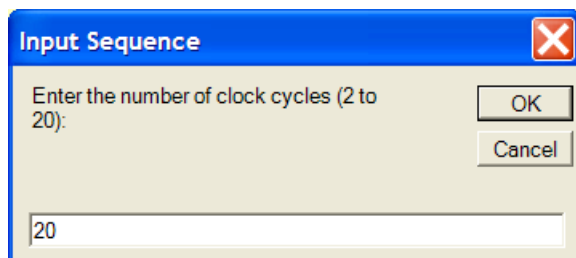 Input Sequence
Enter the number of clock cycles (2 to
20):
OK
Cancel
20